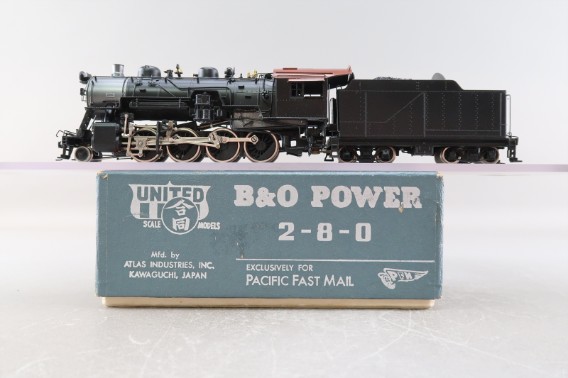 UNITED
合同
SCALE MODELS
Mfd. by
ATLAS INDUSTRIES, INC.
KAWAGUCHI, JAPAN
B&O POWER
2-8-0
EXCLUSIVELY FOR
PACIFIC FAST MAIL
PFM